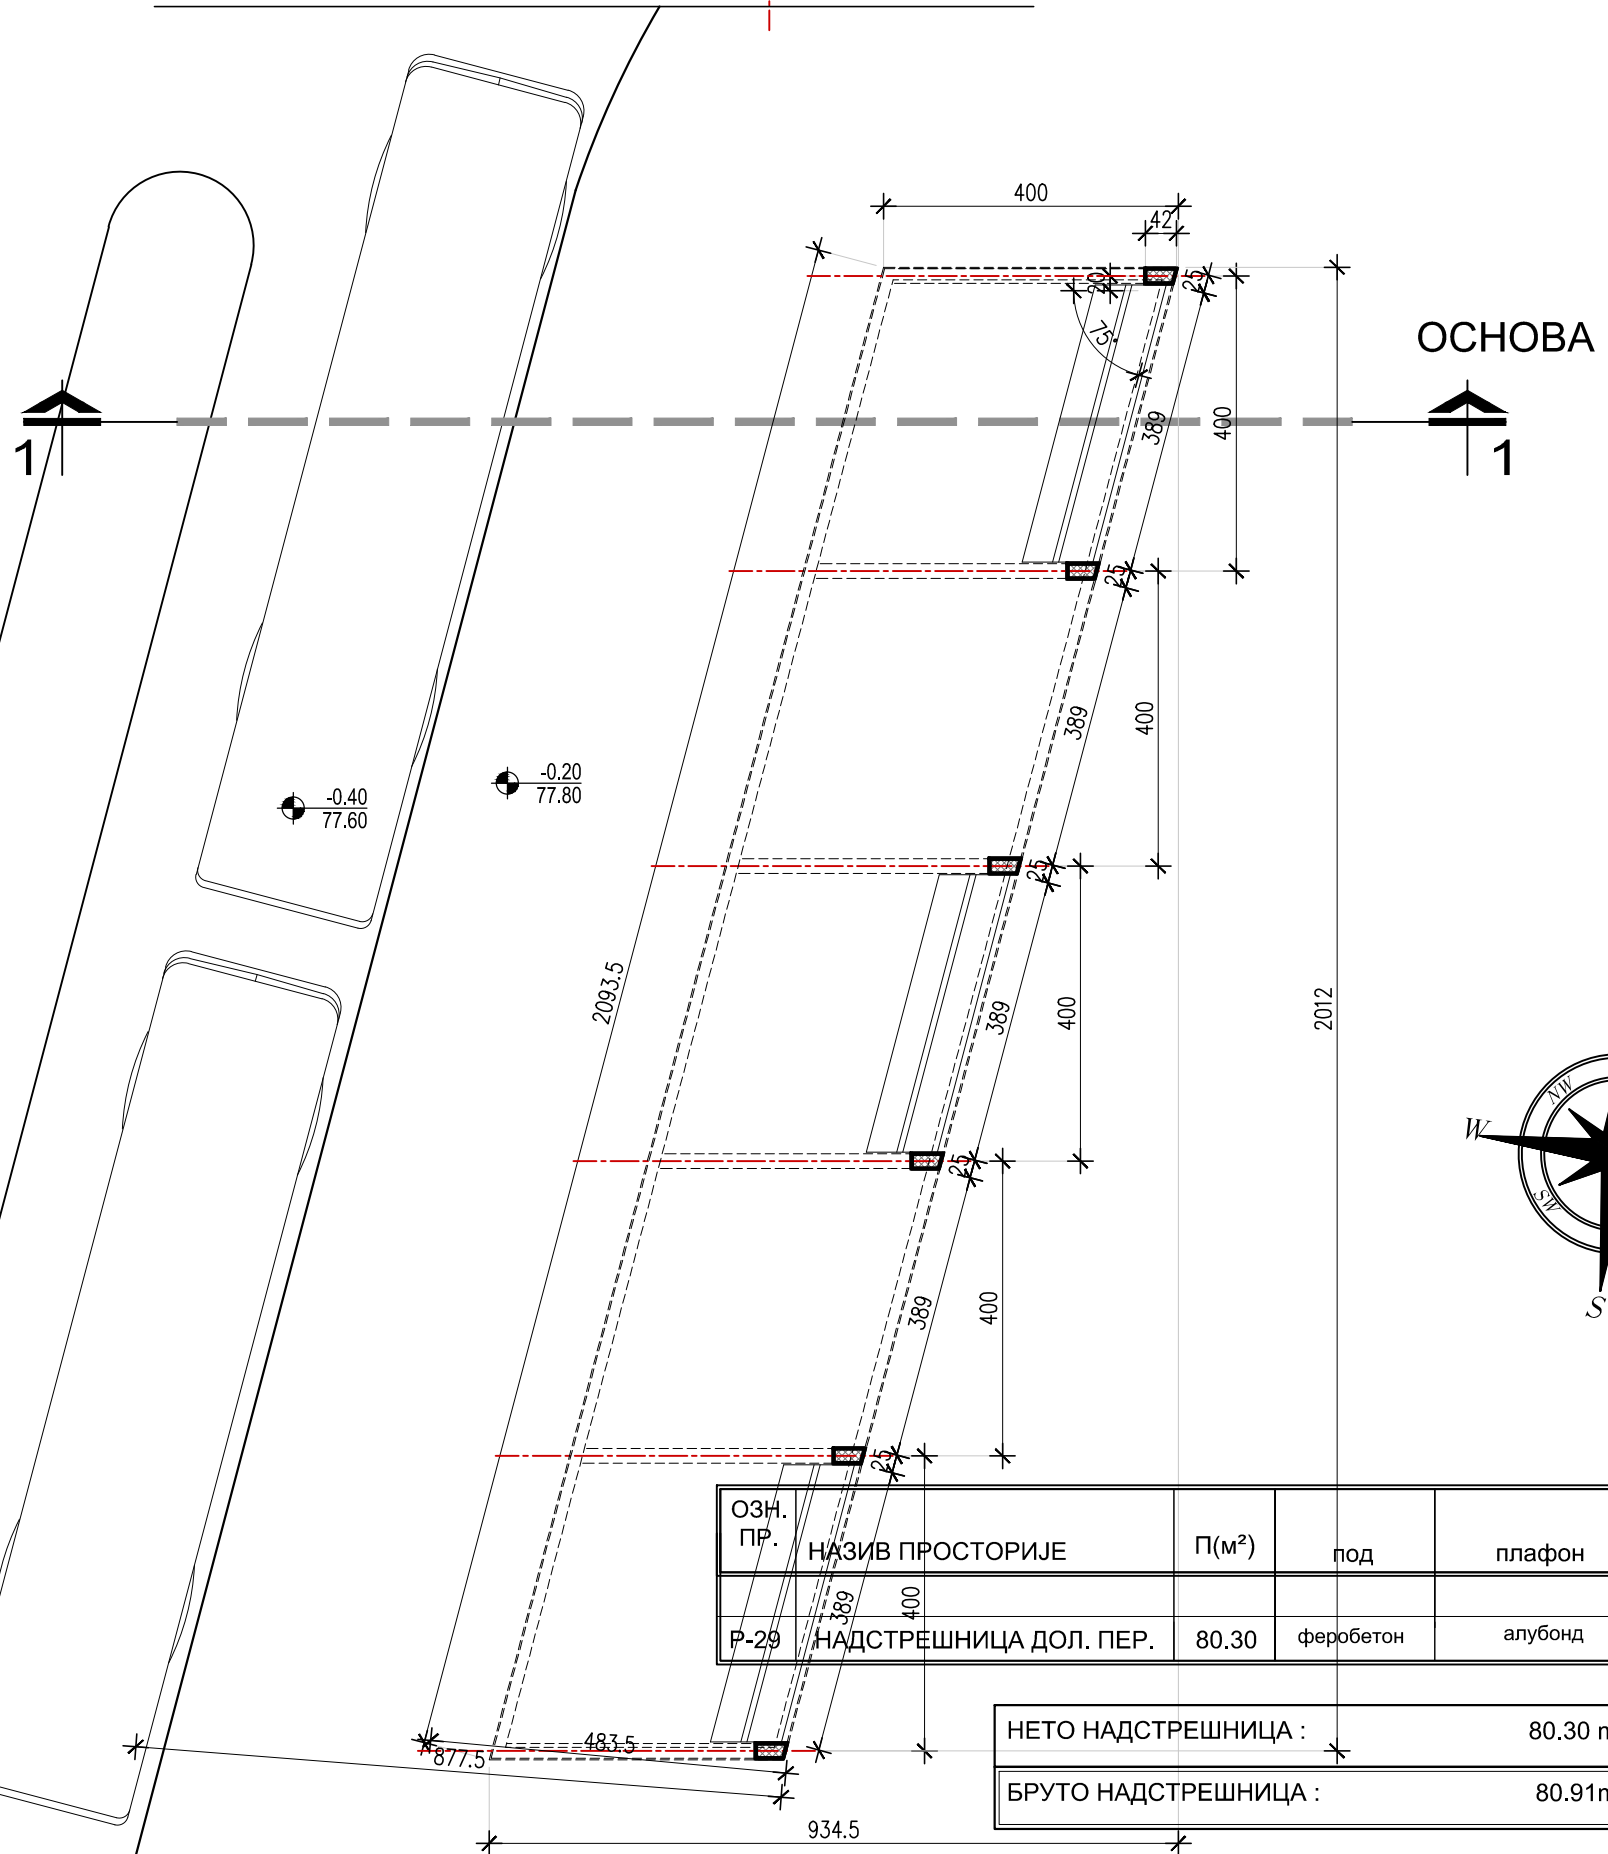 400
42
20
25
75°
ОСНОВА
389
400
1
1
25
389
400
-0.20
77.80
-0.40
77.60
25
2093.5
389
400
2012
NW
W
SW
S
25
389
400
25
ОЗН. ПР.
НАЗИВ ПРОСТОРИЈЕ
П(м²)
под
плафон
389
400
Р-29
НАДСТРЕШНИЦА ДОЛ. ПЕР.
80.30
феробетон
алубонд
НЕТО НАДСТРЕШНИЦА :
80.30 m
483.5
877.5
БРУТО НАДСТРЕШНИЦА :
80.91m
934.5